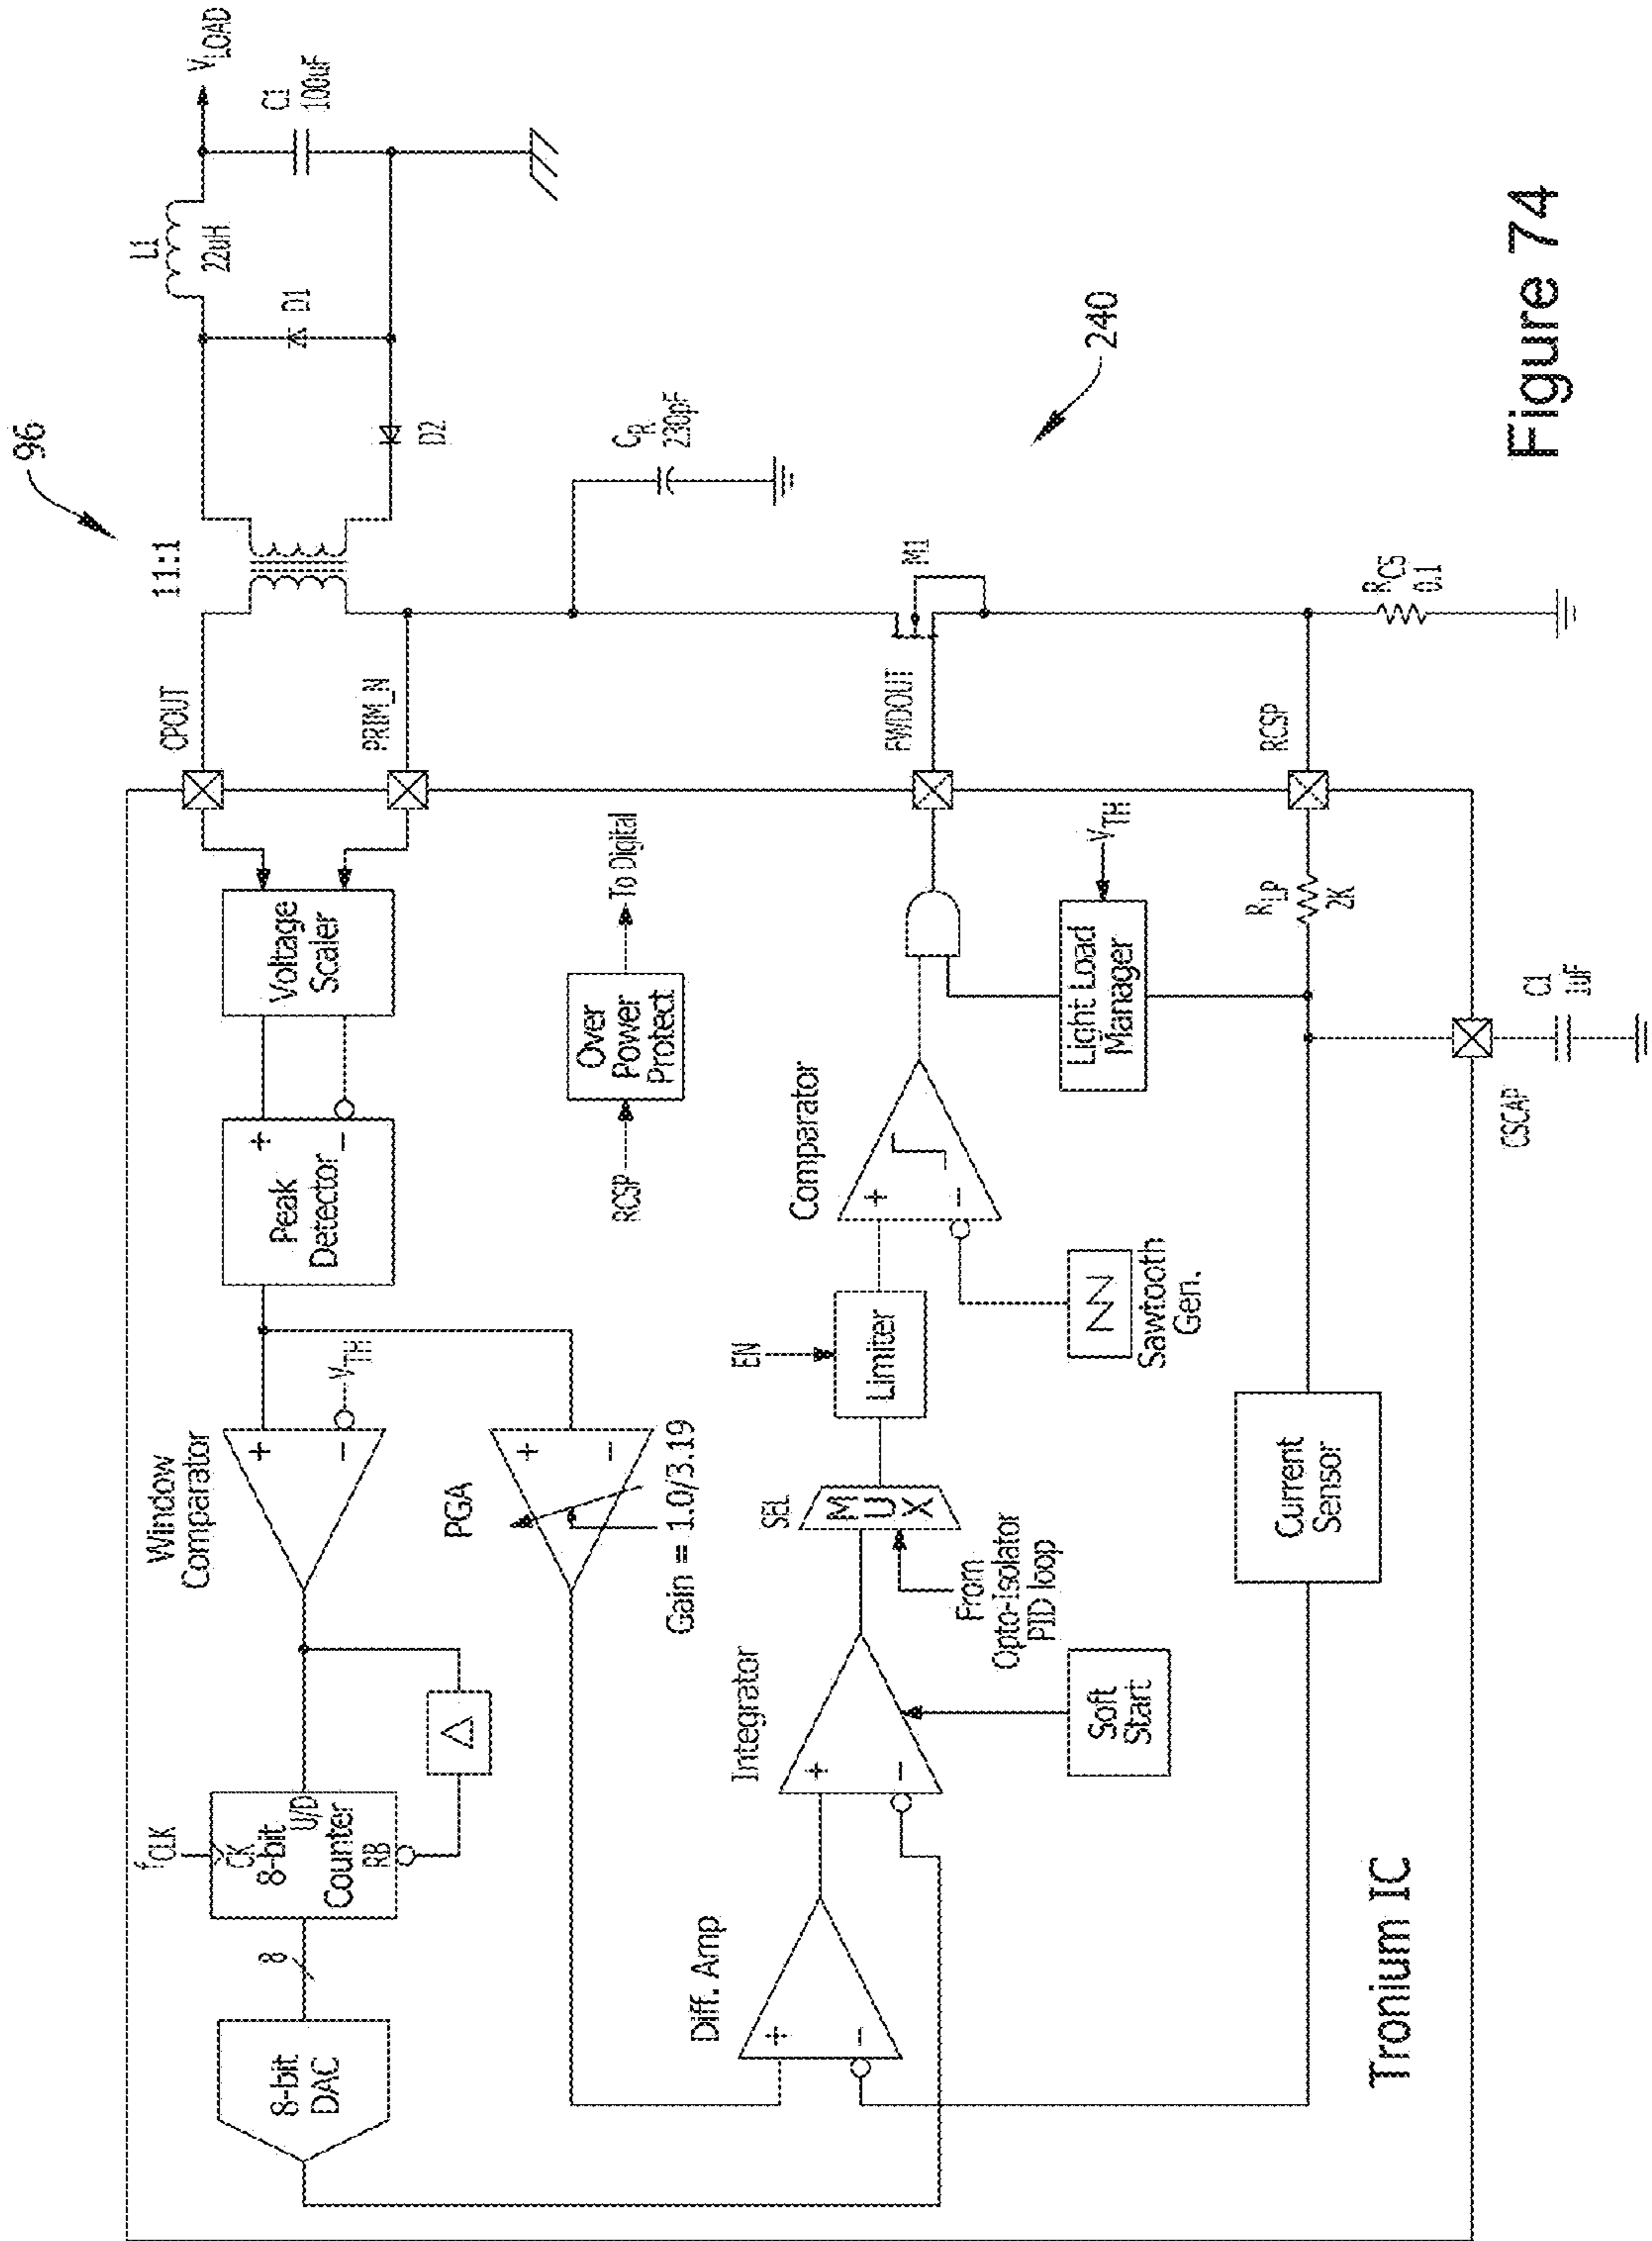 96
11:1
L1
22uH
VLOAD
C1
100uF
D1
D2
CR
230pF
240
CPOUT
PRIM_N
FWDOUT
M1
RCSP
RCS
0.1
Voltage
Scaler
Peak
Detector
+
−
Window
Comparator
+
−
VTH
fCLK
CK
8-bit
Counter
U/D
RB
Δ
8
8-bit
DAC
PGA
+
−
Gain = 1.0/3.19
RCSP
Over
Power
Protect
To Digital
Diff. Amp
+
−
Integrator
+
−
Soft
Start
SEL
MUX
From
Opto-Isolator
PID loop
EN
Limiter
Comparator
+
−
Sawtooth
Gen.
Light Load
Manager
VTH
RLP
2K
Current
Sensor
CSCAP
C1
1uF
Tronium IC
Figure 74